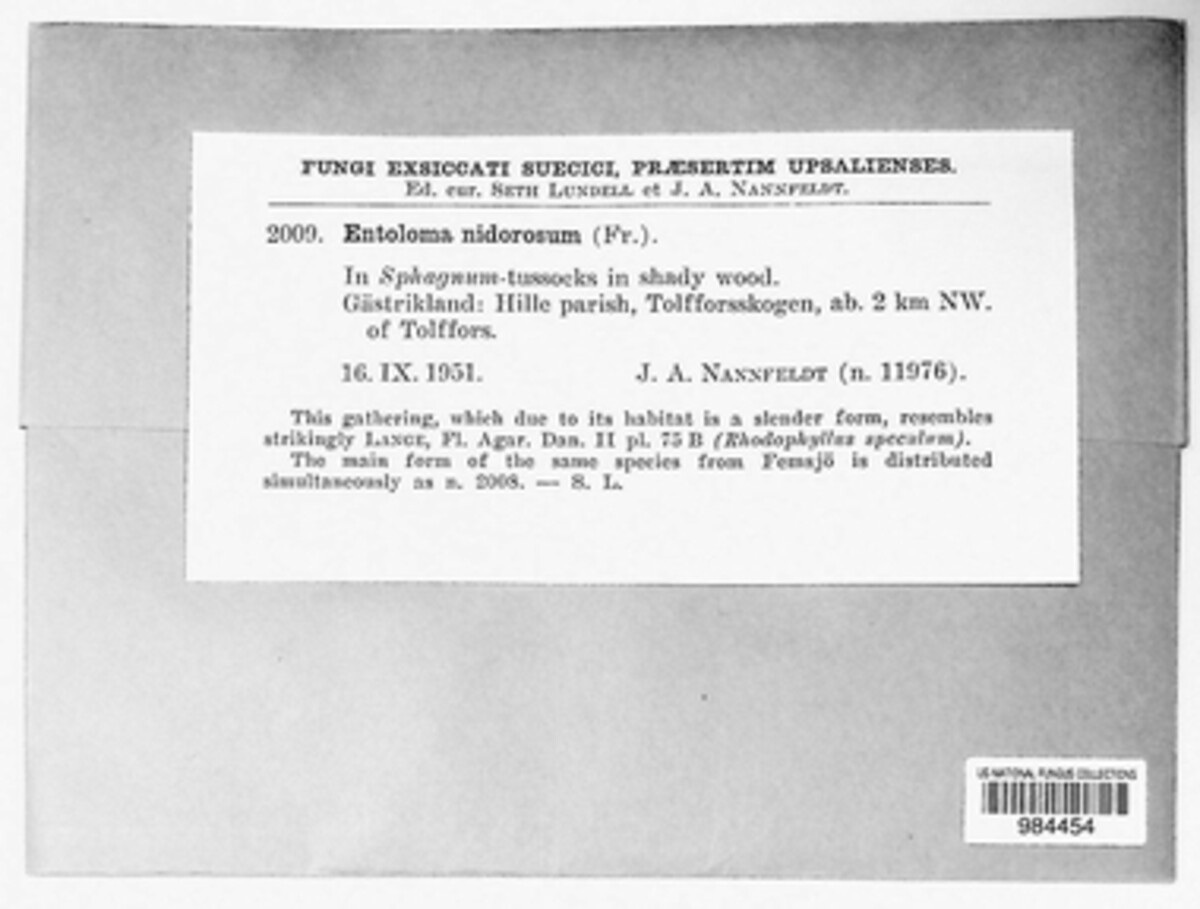 FUNGI EXSICCATI SUECICI, PRÆSERTIM UPSALIENSES.
Ed. cur. SETH LUNDELL et J. A. NANNFELDT.
2009. Entoloma nidorosum (Fr.).
In Sphagnum-tussocks in shady wood.
Gästrikland: Hille parish, Tolfforsskogen, ab. 2 km NW.
of Tolffors.
16. IX. 1951. J. A. NANNFELDT (n. 11976).
This gathering, which due to its habitat is a slender form, resembles
strikingly LANGE, Fl. Agar. Dan. II pl. 75 B (Rhodophyllus speculum).
The main form of the same species from Femsjö is distributed
simultaneously as n. 2008. — S. L.
US NATIONAL FUNGUS COLLECTIONS
984454